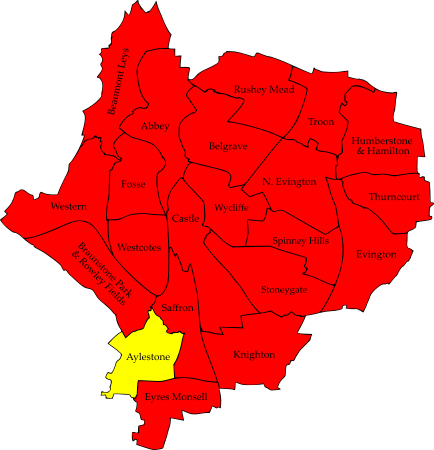 Beaumont Leys
Rushey Mead
Abbey
Troon
Belgrave
Humberstone
& Hamilton
Fosse
N. Evington
Thurncourt
Western
Castle
Wycliffe
Westcotes
Spinney Hills
Evington
Braunstone Park
& Rowley Fields
Stoneygate
Saffron
Aylestone
Knighton
Eyres Monsell